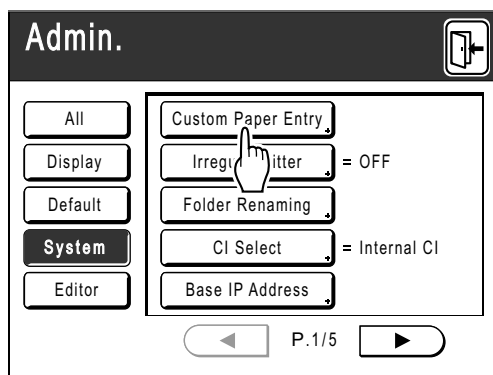 Admin.
All
Custom Paper Entry
Display
= OFF
Default
Folder Renaming
System
CI Select = Internal CI
Editor
Base IP Address
P.1/5